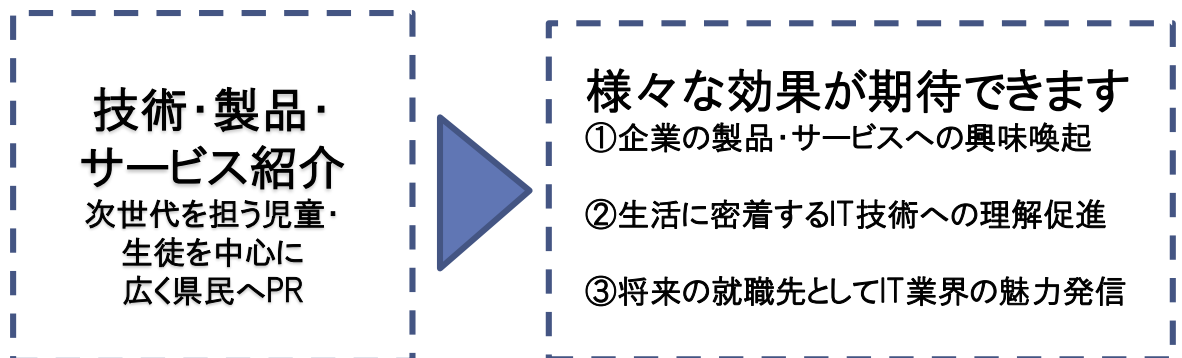 技術・製品・
サービス紹介
次世代を担う児童・
生徒を中心に
広く県民へPR
様々な効果が期待できます
①企業の製品・サービスへの興味喚起
②生活に密着するIT技術への理解促進
③将来の就職先としてIT業界の魅力発信